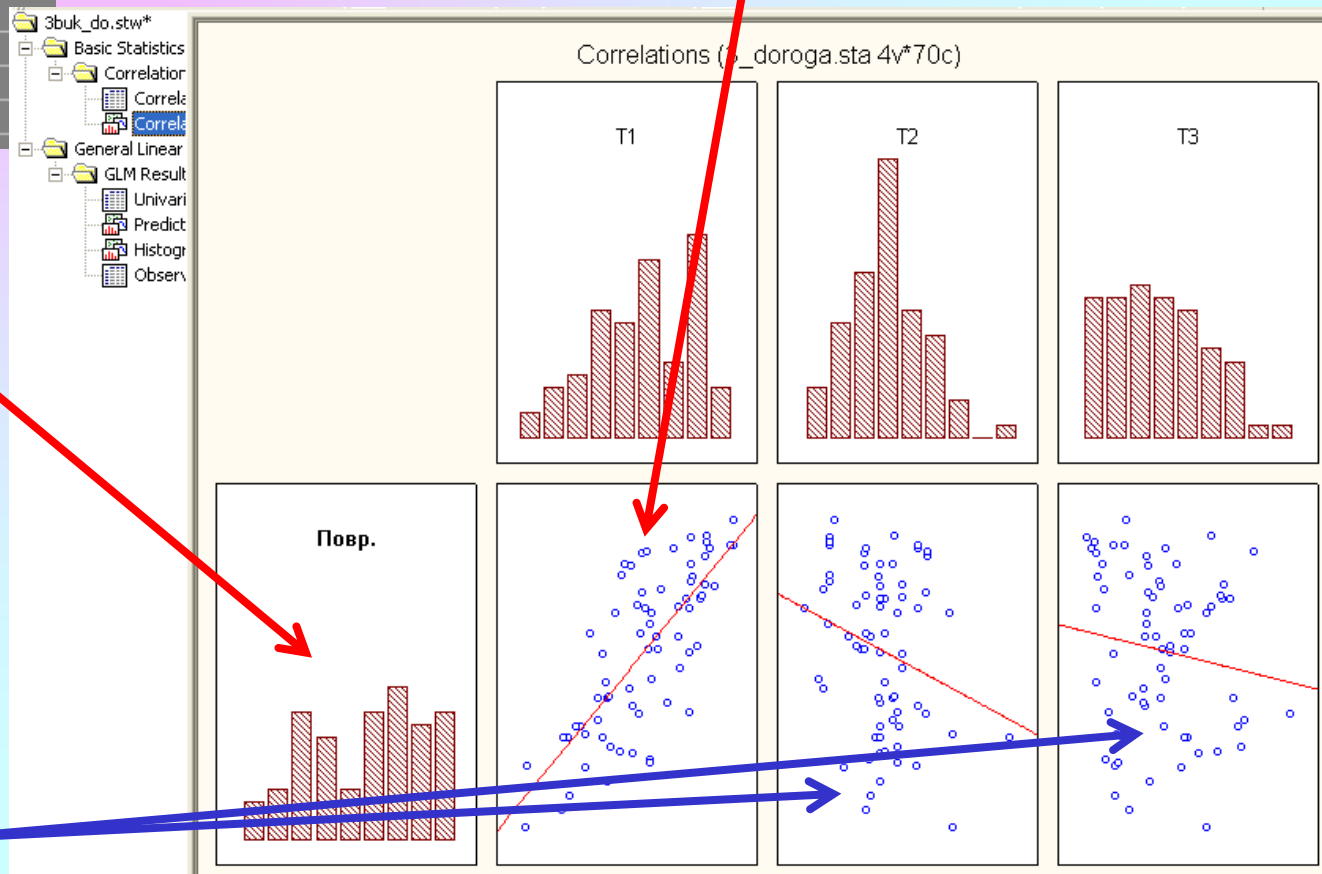 3buk_do.stw*
Basic Statistics
Correlation
Correla
Correla
General Linear
GLM Result
Univari
Predict
Histogr
Observ
Correlations (_doroga.sta 4v*70c)
T1
T2
T3
Повр.